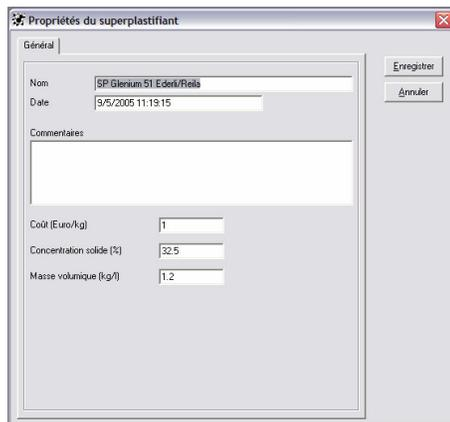 Propriétés du superplastifiant
Général
Enregistrer
Annuler
Nom SP Glenium 51 Ederli/Reila
Date 9/5/2005 11:19:15
Commentaires
Coût (Euro/kg) 1
Concentration solide (%) 32.5
Masse volumique (kg/l) 1.2